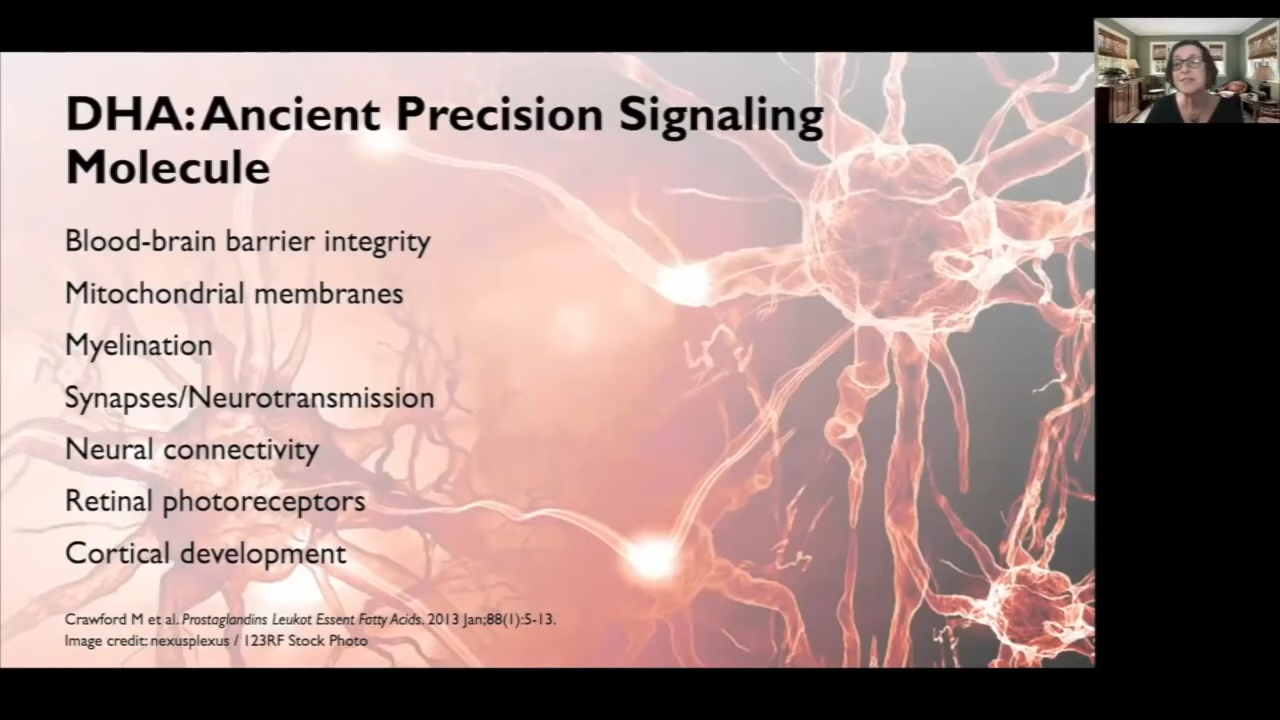 DHA: Ancient Precision Signaling
Molecule
Blood-brain barrier integrity
Mitochondrial membranes
Myelination
Synapses/Neurotransmission
Neural connectivity
Retinal photoreceptors
Cortical development
Crawford M et al. Prostaglandins Leukot Essent Fatty Acids. 2013 Jan;88(1):5-13.
Image credit: nexusplexus / 123RF Stock Photo